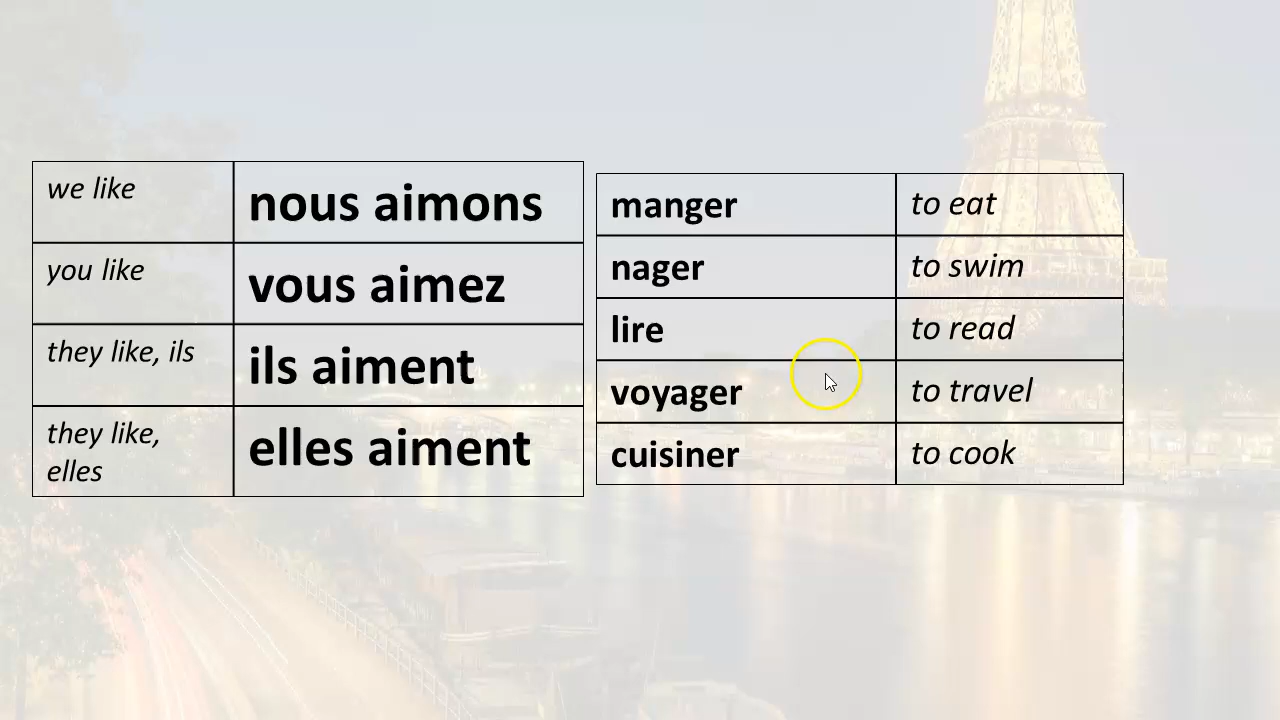 we like nous aimons
you like vous aimez
they like, ils ils aiment
they like,
elles
elles aiment
manger to eat
nager to swim
lire to read
voyager to travel
cuisiner to cook